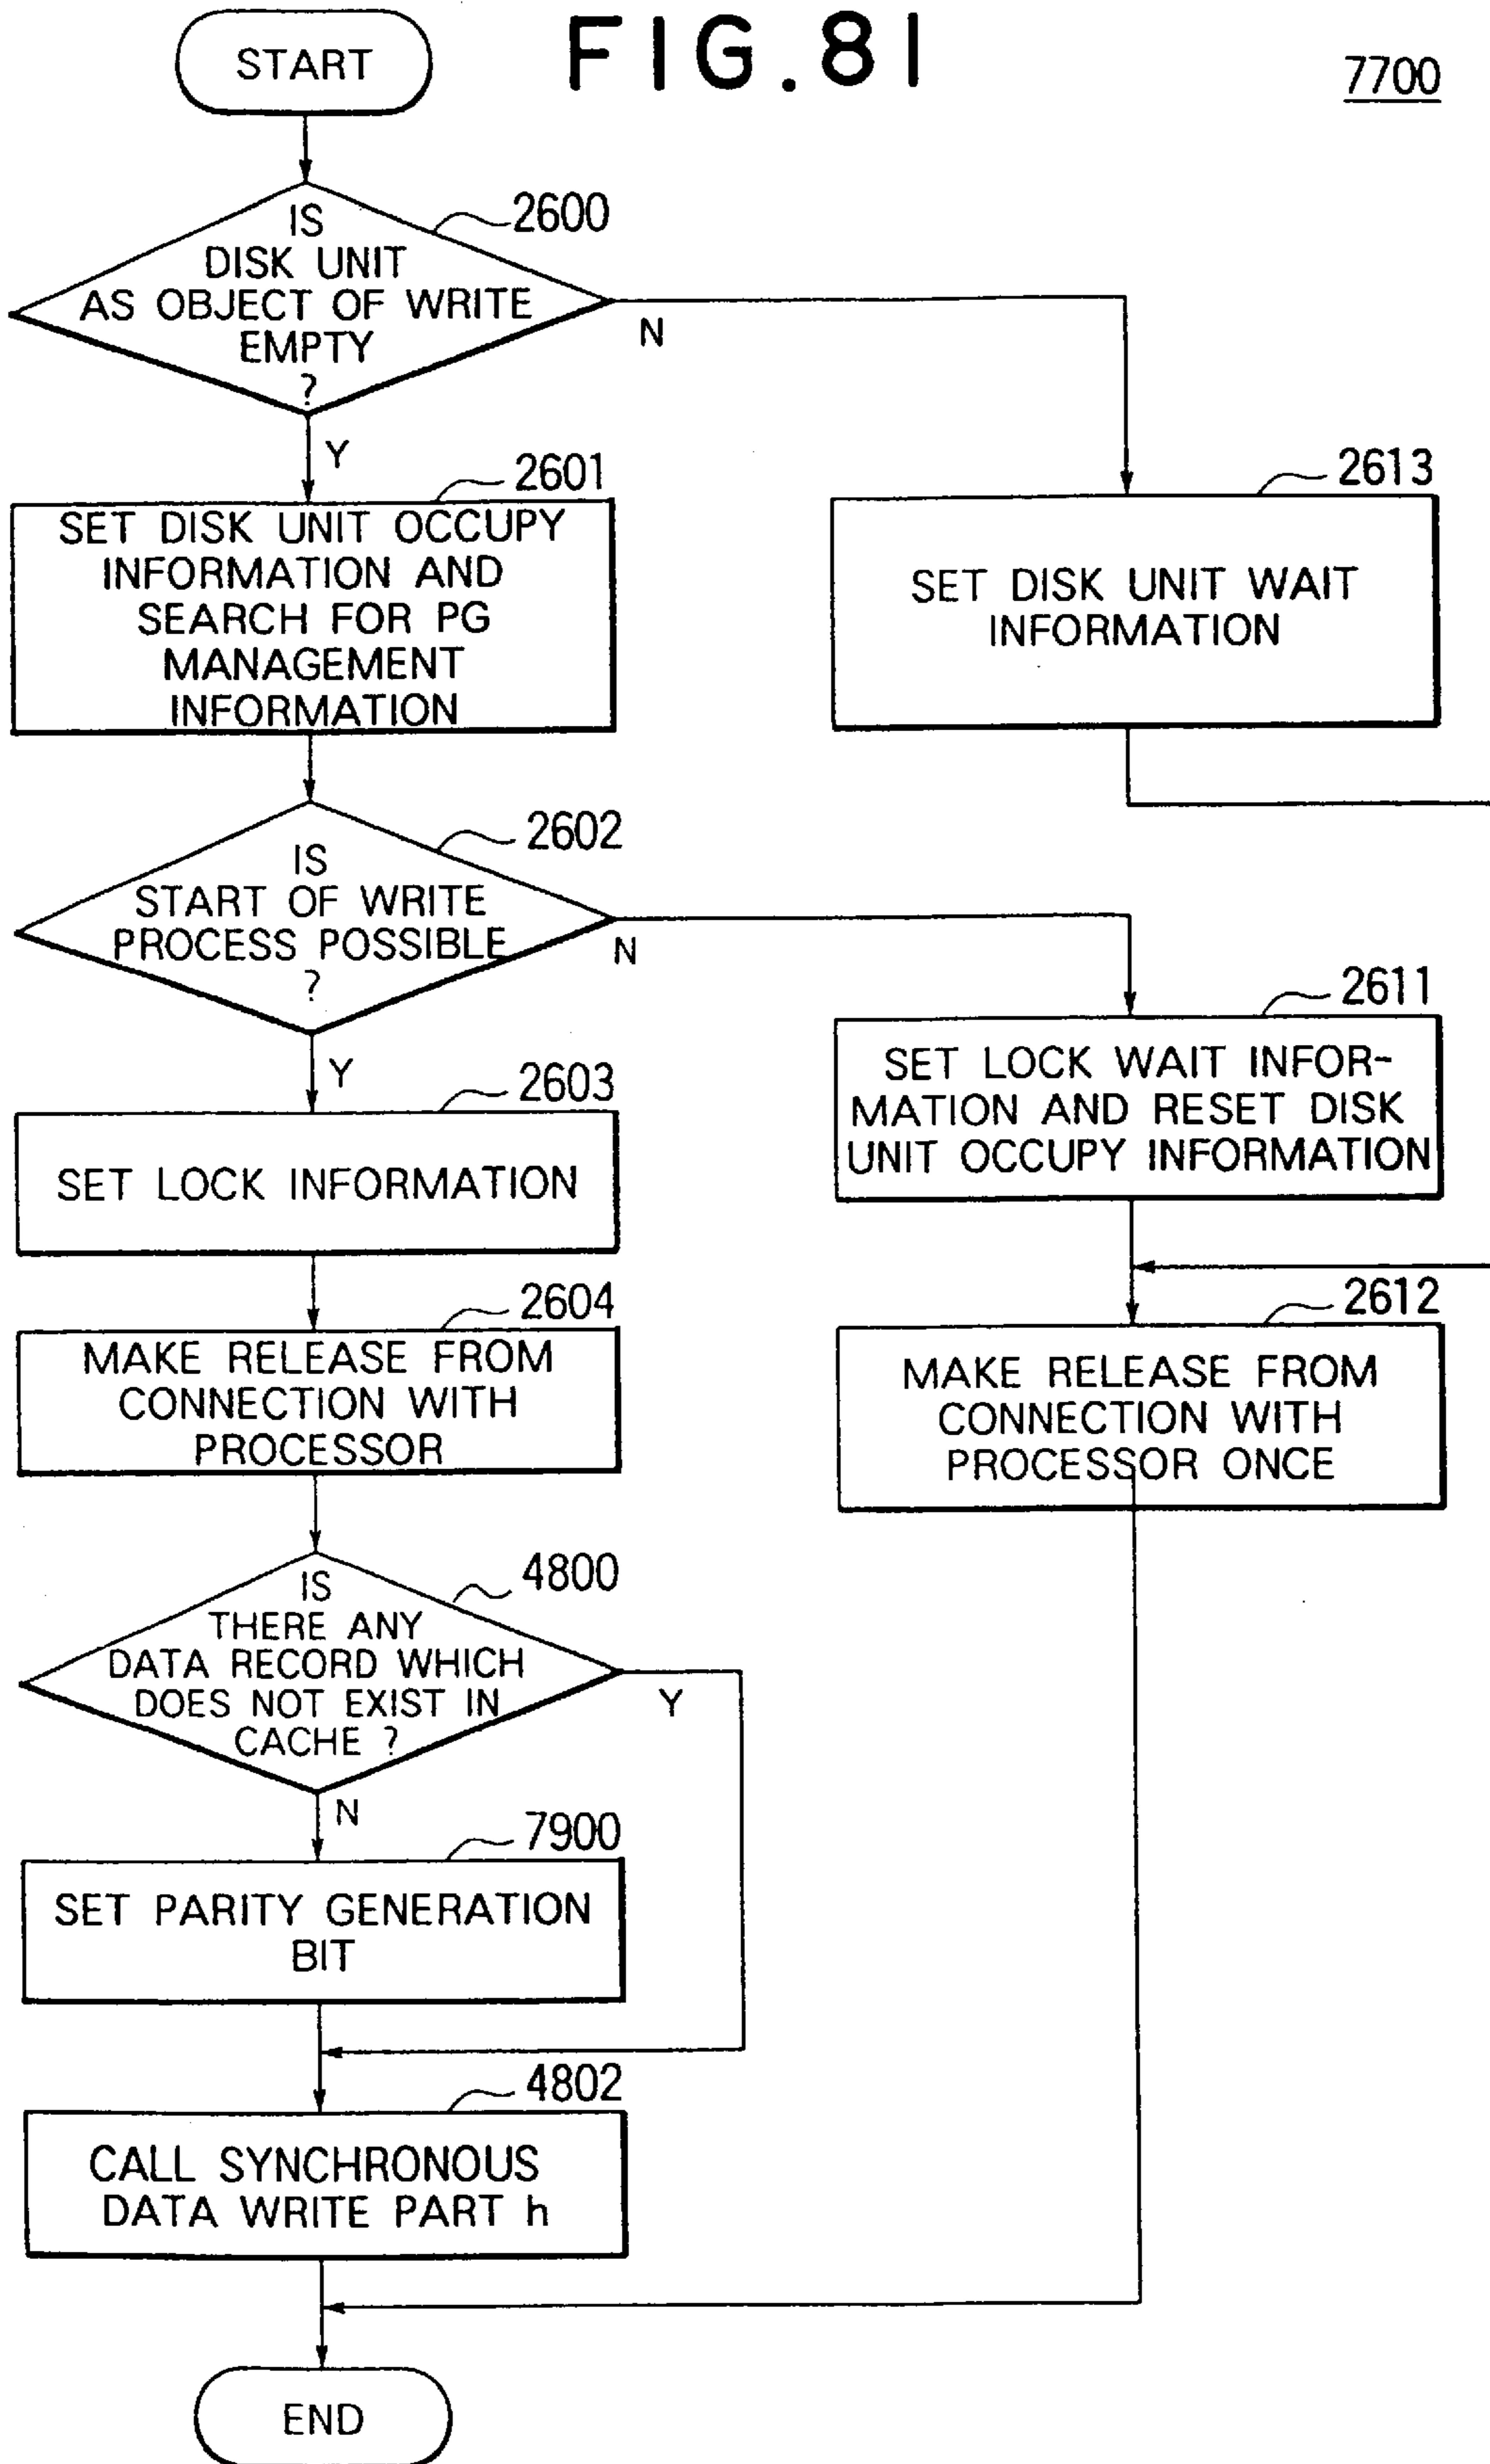 FIG.81
7700
START
2600
IS
DISK UNIT
AS OBJECT OF WRITE
EMPTY
?
N
Y
2601
SET DISK UNIT OCCUPY
INFORMATION AND
SEARCH FOR PG
MANAGEMENT
INFORMATION
2613
SET DISK UNIT WAIT
INFORMATION
2602
IS
START OF WRITE
PROCESS POSSIBLE
?
N
Y
2611
SET LOCK WAIT INFOR-
MATION AND RESET DISK
UNIT OCCUPY INFORMATION
2603
SET LOCK INFORMATION
2604
MAKE RELEASE FROM
CONNECTION WITH
PROCESSOR
2612
MAKE RELEASE FROM
CONNECTION WITH
PROCESSOR ONCE
4800
IS
THERE ANY
DATA RECORD WHICH
DOES NOT EXIST IN
CACHE ?
Y
N
7900
SET PARITY GENERATION
BIT
4802
CALL SYNCHRONOUS
DATA WRITE PART h
END